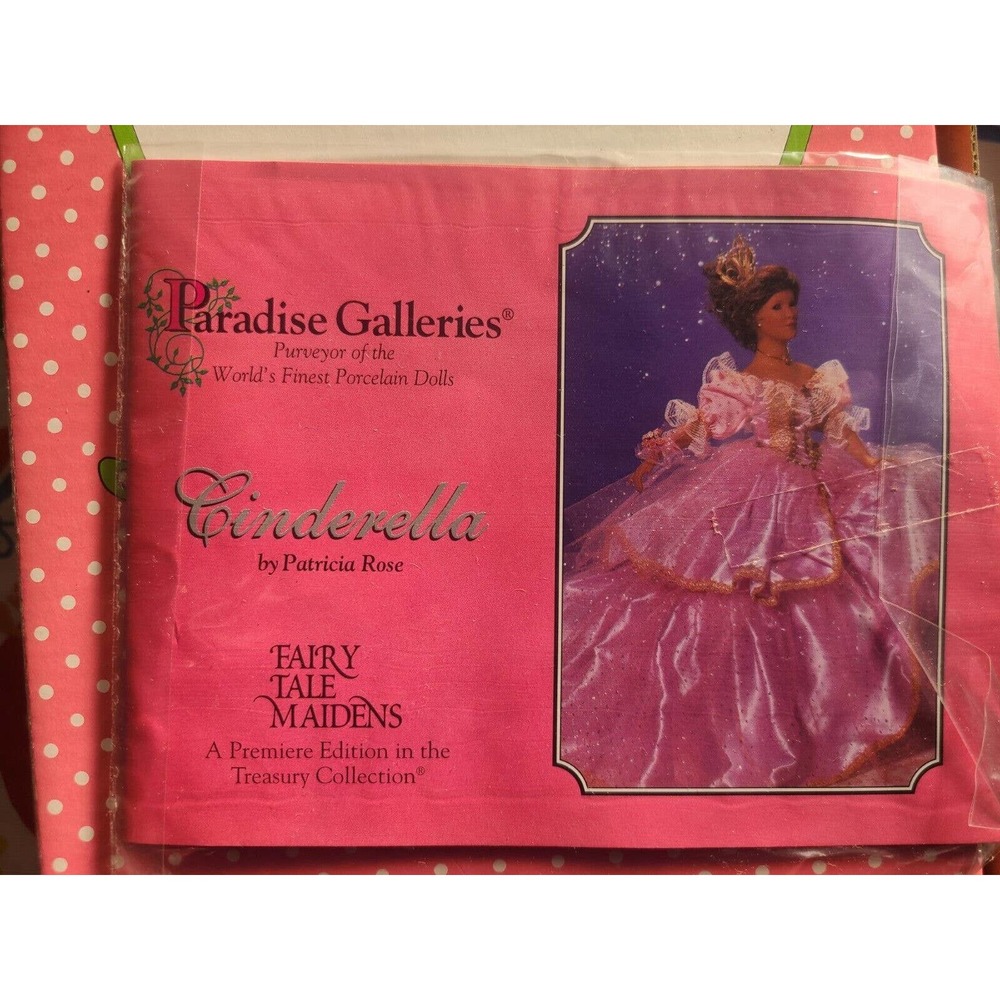 Paradise Galleries®
Purveyor of the
World's Finest Porcelain Dolls
Cinderella
by Patricia Rose
FAIRY
TALE
MAIDENS
A Premiere Edition in the
Treasury Collection®